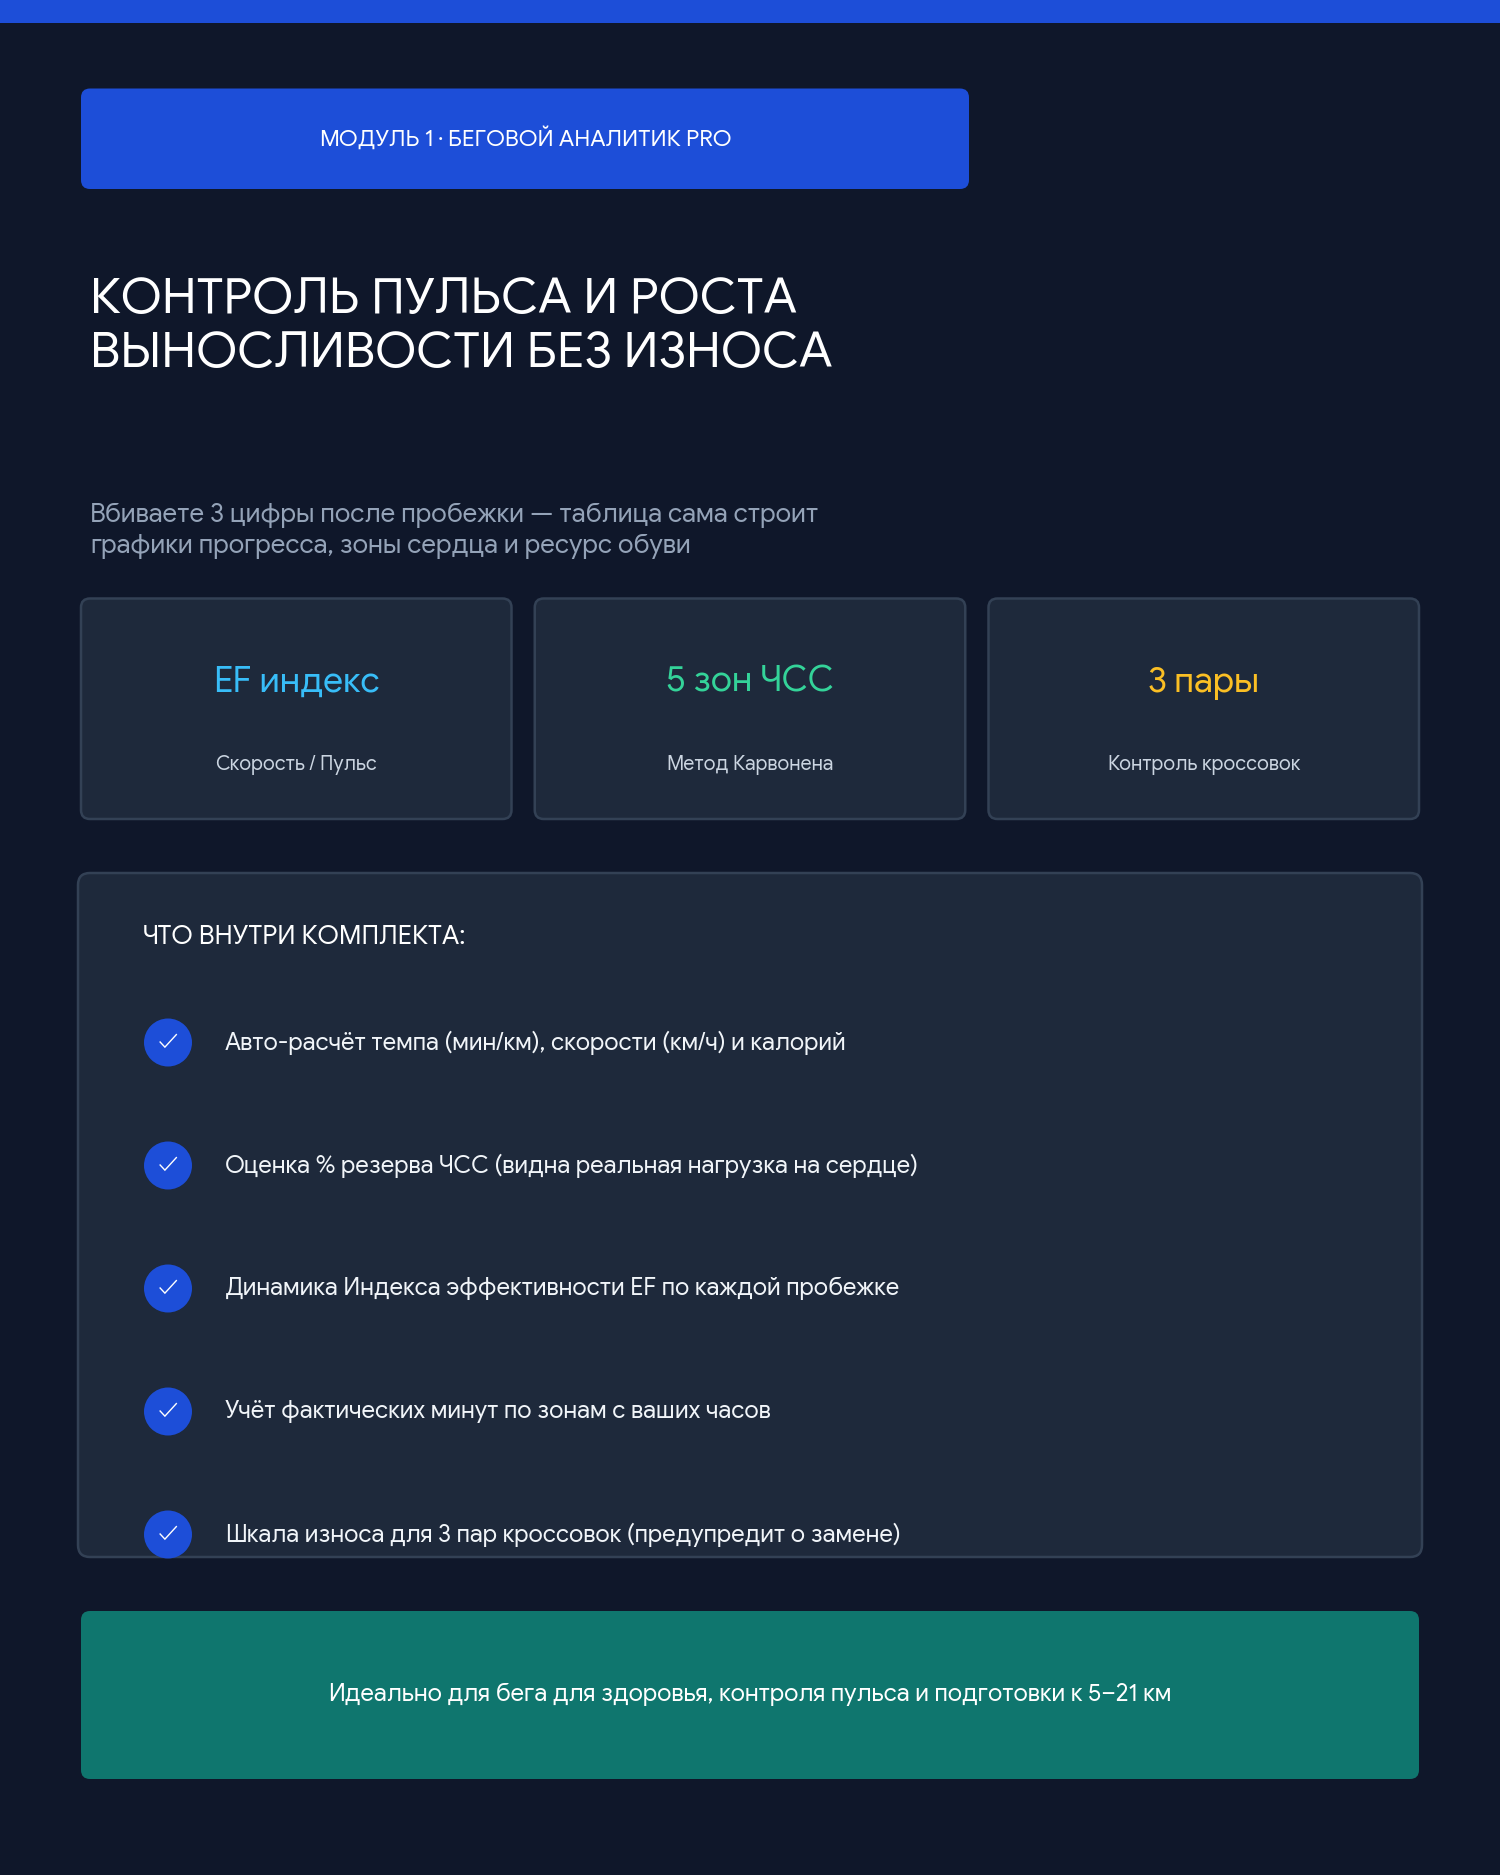 МОДУЛЬ 1 · БЕГОВОЙ АНАЛИТИК PRO
КОНТРОЛЬ ПУЛЬСА И РОСТА
ВЫНОСЛИВОСТИ БЕЗ ИЗНОСА
Вбиваете 3 цифры после пробежки — таблица сама строит
графики прогресса, зоны сердца и ресурс обуви
EF индекс
Скорость / Пульс
5 зон ЧСС
Метод Карвонена
3 пары
Контроль кроссовок
ЧТО ВНУТРИ КОМПЛЕКТА:
Авто-расчёт темпа (мин/км), скорости (км/ч) и калорий
Оценка % резерва ЧСС (видна реальная нагрузка на сердце)
Динамика Индекса эффективности EF по каждой пробежке
Учёт фактических минут по зонам с ваших часов
Шкала износа для 3 пар кроссовок (предупредит о замене)
Идеально для бега для здоровья, контроля пульса и подготовки к 5–21 км